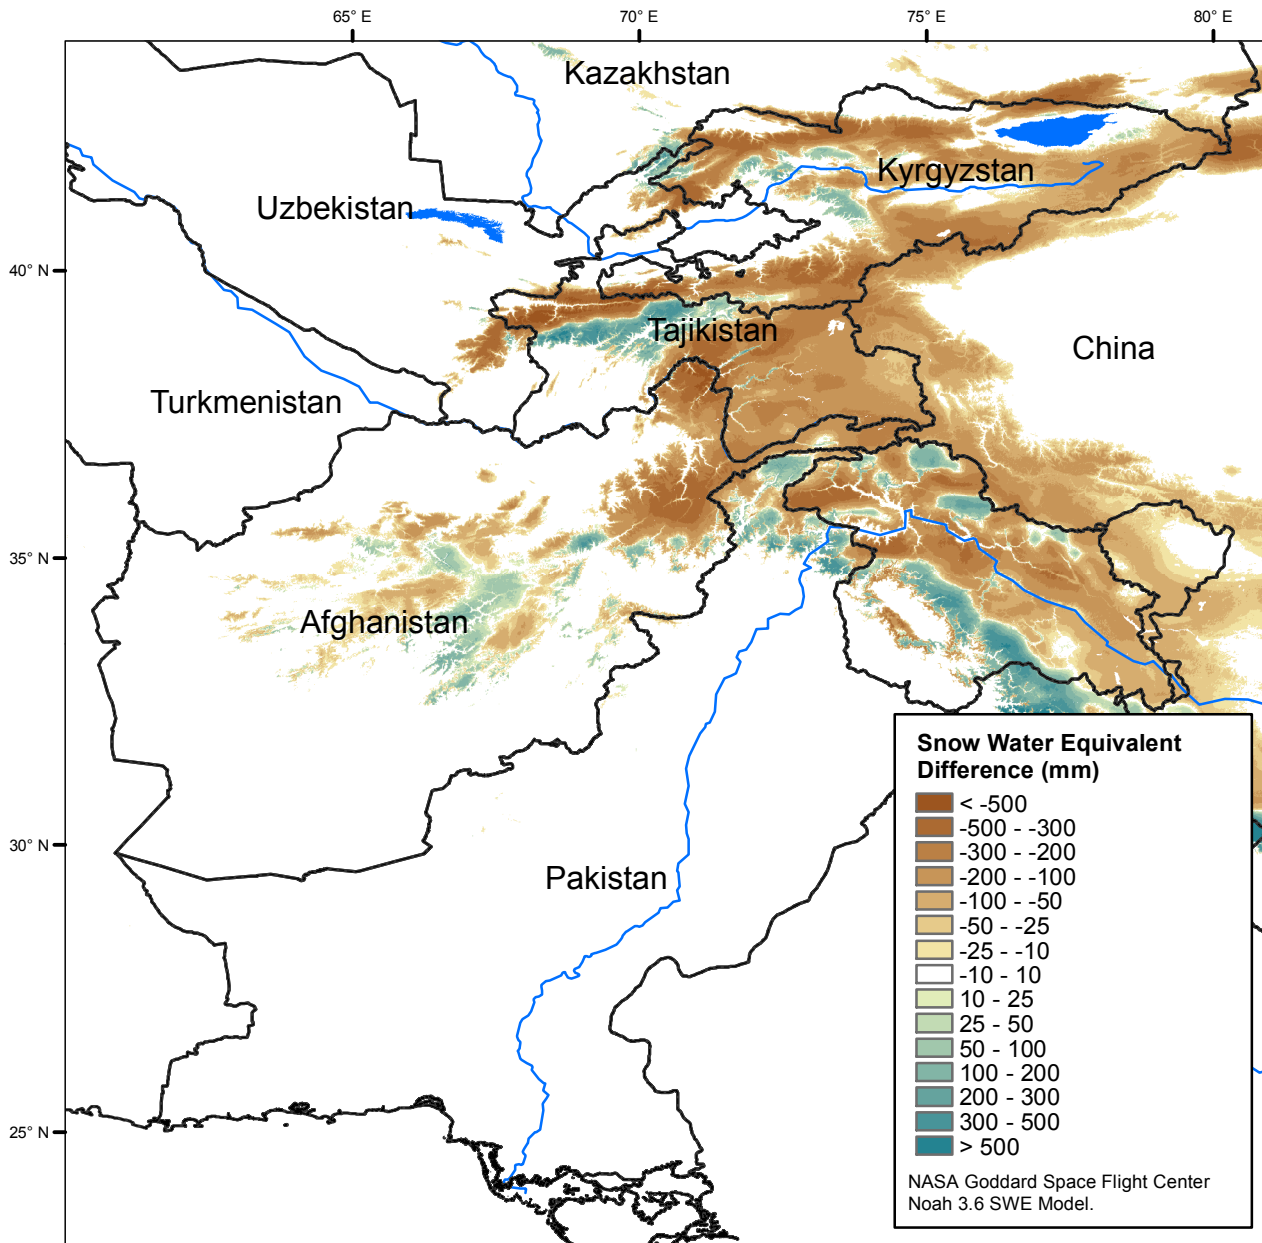 65° E
70° E
75° E
80° E
Kazakhstan
Kyrgyzstan
Uzbekistan
40° N
Tajikistan
China
Turkmenistan
35° N
Afghanistan
30° N
Pakistan
25° N
Snow Water Equivalent
Difference (mm)
< -500
-500 - -300
-300 - -200
-200 - -100
-100 - -50
-50 - -25
-25 - -10
-10 - 10
10 - 25
25 - 50
50 - 100
100 - 200
200 - 300
300 - 500
> 500
NASA Goddard Space Flight Center
Noah 3.6 SWE Model.